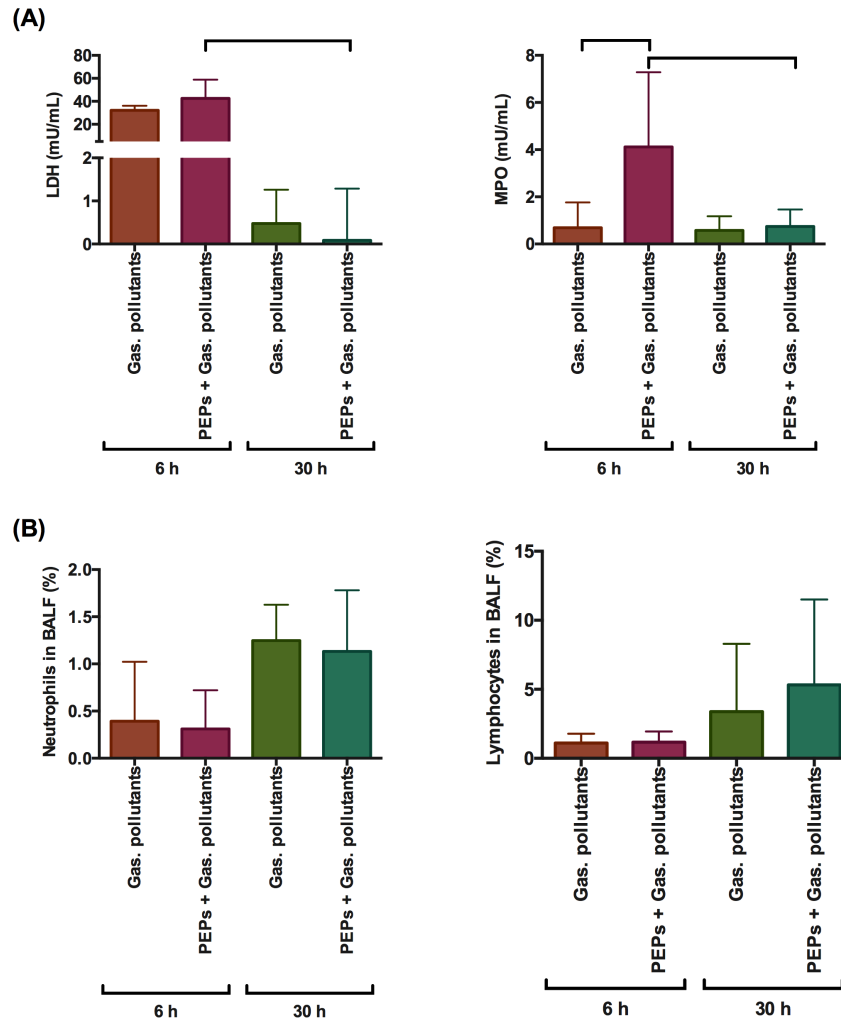 (A)
LDH (mU/mL)
80
60
40
20
2
1
0
Gas. pollutants
PEPs + Gas. pollutants
Gas. pollutants
PEPs + Gas. pollutants
6 h
30 h
MPO (mU/mL)
8
6
4
2
0
Gas. pollutants
PEPs + Gas. pollutants
Gas. pollutants
PEPs + Gas. pollutants
6 h
30 h
(B)
Neutrophils in BALF (%)
2.0
1.5
1.0
0.5
0.0
Gas. pollutants
PEPs + Gas. pollutants
Gas. pollutants
PEPs + Gas. pollutants
6 h
30 h
Lymphocytes in BALF (%)
15
10
5
0
Gas. pollutants
PEPs + Gas. pollutants
Gas. pollutants
PEPs + Gas. pollutants
6 h
30 h